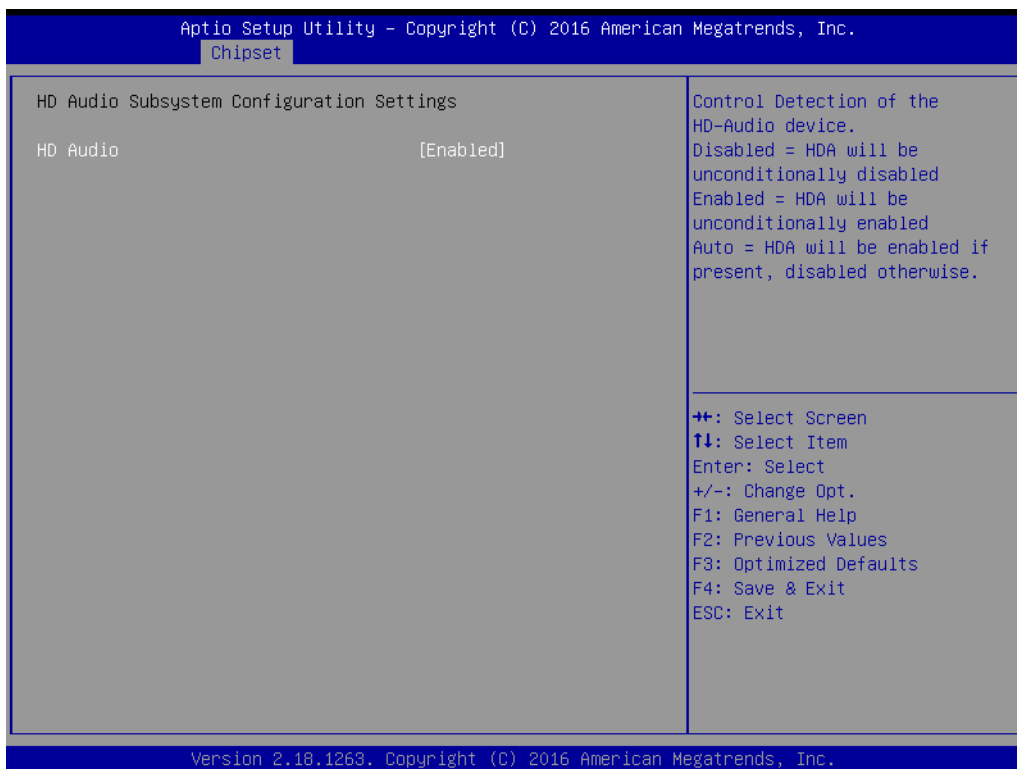 Aptio Setup Utility – Copyright (C) 2016 American Megatrends, Inc.
Chipset
HD Audio Subsystem Configuration Settings
HD Audio [Enabled]
Control Detection of the
HD-Audio device.
Disabled = HDA will be
unconditionally disabled
Enabled = HDA will be
unconditionally enabled
Auto = HDA will be enabled if
present, disabled otherwise.
→←: Select Screen
↑↓: Select Item
Enter: Select
+/-: Change Opt.
F1: General Help
F2: Previous Values
F3: Optimized Defaults
F4: Save & Exit
ESC: Exit
Version 2.18.1263. Copyright (C) 2016 American Megatrends, Inc.